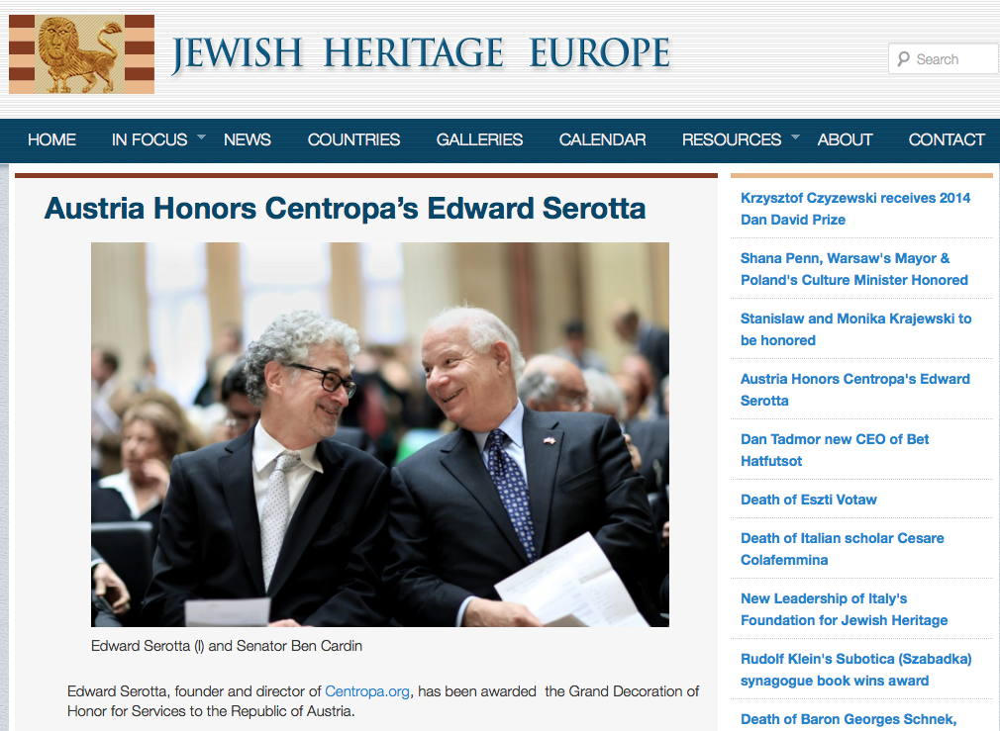 JEWISH HERITAGE EUROPE
Search
HOME IN FOCUS NEWS COUNTRIES GALLERIES CALENDAR RESOURCES ABOUT CONTACT
Austria Honors Centropa’s Edward Serotta
Edward Serotta (l) and Senator Ben Cardin
Edward Serotta, founder and director of Centropa.org, has been awarded the Grand Decoration of
Honor for Services to the Republic of Austria.
Krzysztof Czyzewski receives 2014
Dan David Prize
Shana Penn, Warsaw's Mayor &
Poland's Culture Minister Honored
Stanislaw and Monika Krajewski to
be honored
Austria Honors Centropa's Edward
Serotta
Dan Tadmor new CEO of Bet
Hatfutsot
Death of Eszti Votaw
Death of Italian scholar Cesare
Colafemmina
New Leadership of Italy's
Foundation for Jewish Heritage
Rudolf Klein's Subotica (Szabadka)
synagogue book wins award
Death of Baron Georges Schnek,